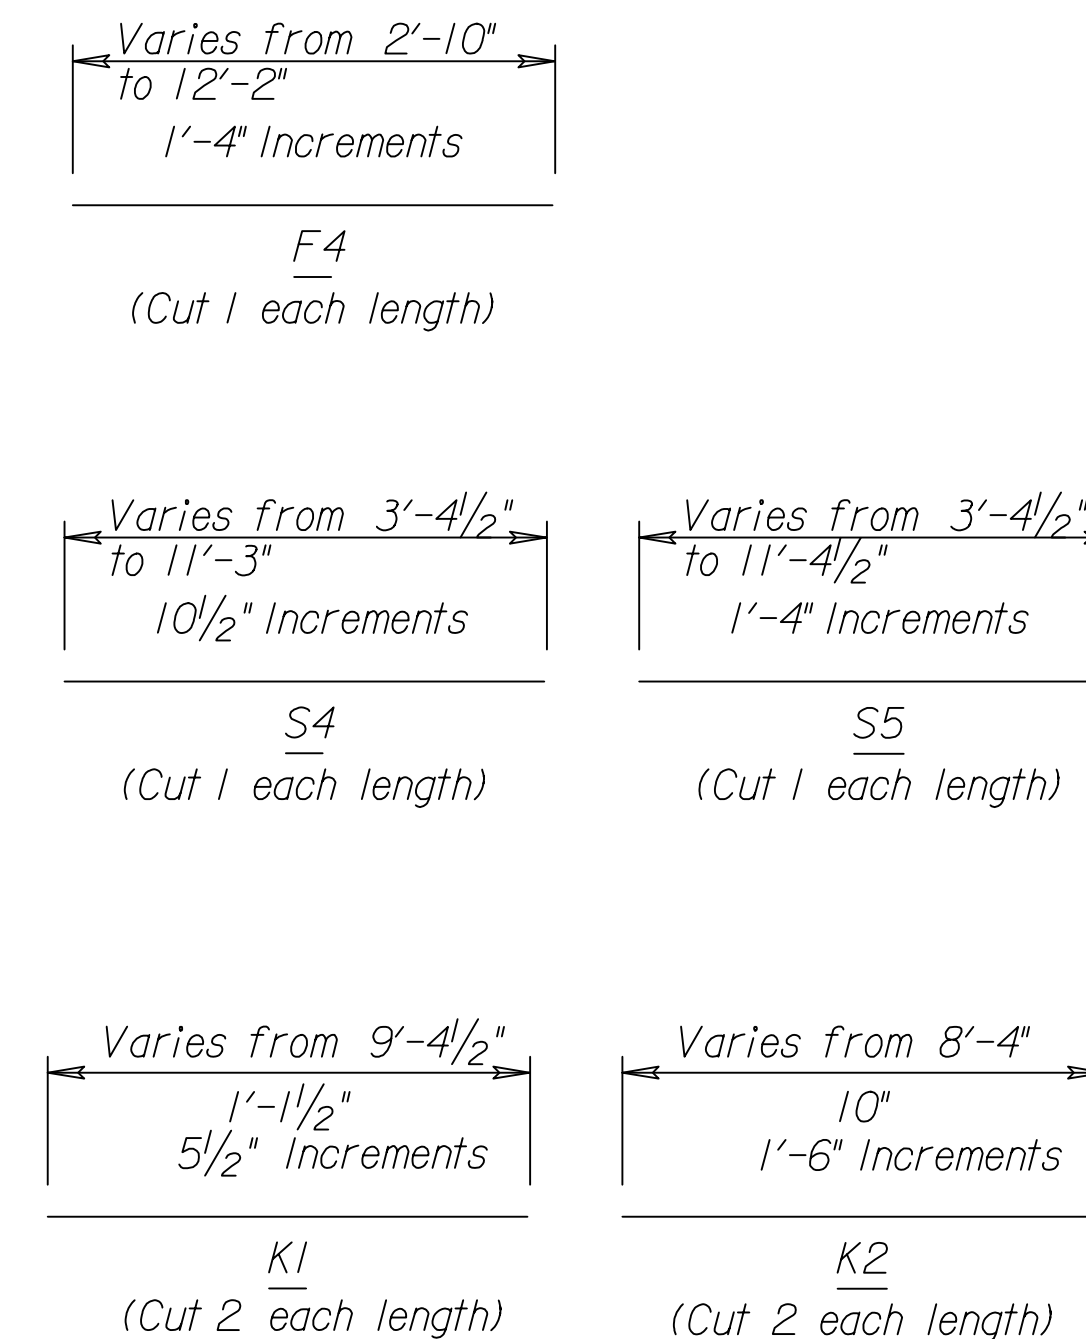 Varies from 2'-10"
to 12'-2"
1'-4" Increments
F4
(Cut 1 each length)
Varies from 3'-4½"
to 11'-3"
10½" Increments
S4
(Cut 1 each length)
Varies from 3'-4½"
to 11'-4½"
1'-4" Increments
S5
(Cut 1 each length)
Varies from 9'-4½"
1'-1½"
5½" Increments
K1
(Cut 2 each length)
Varies from 8'-4"
10"
1'-6" Increments
K2
(Cut 2 each length)